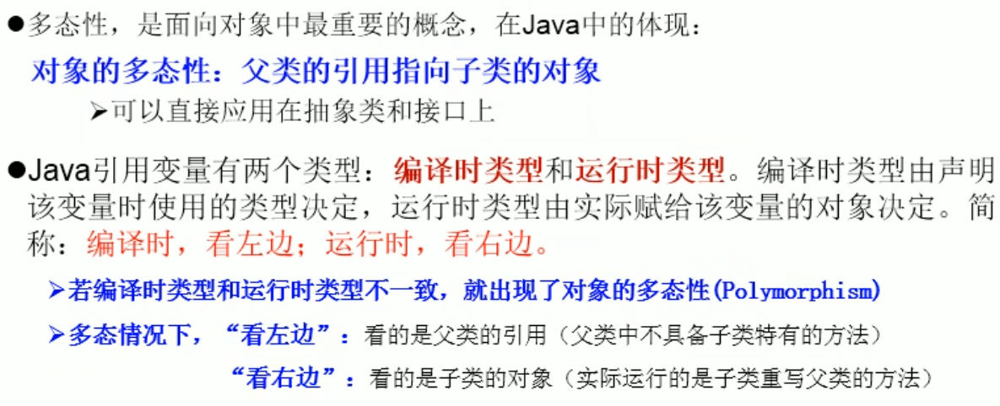 ●多态性，是面向对象中最重要的概念，在Java中的体现：
对象的多态性：父类的引用指向子类的对象
➢可以直接应用在抽象类和接口上
●Java引用变量有两个类型：编译时类型和运行时类型。编译时类型由声明
该变量时使用的类型决定，运行时类型由实际赋给该变量的对象决定。简
称：编译时，看左边；运行时，看右边。
➢若编译时类型和运行时类型不一致，就出现了对象的多态性(Polymorphism)
➢多态情况下，“看左边”：看的是父类的引用（父类中不具备子类特有的方法）
“看右边”：看的是子类的对象（实际运行的是子类重写父类的方法）